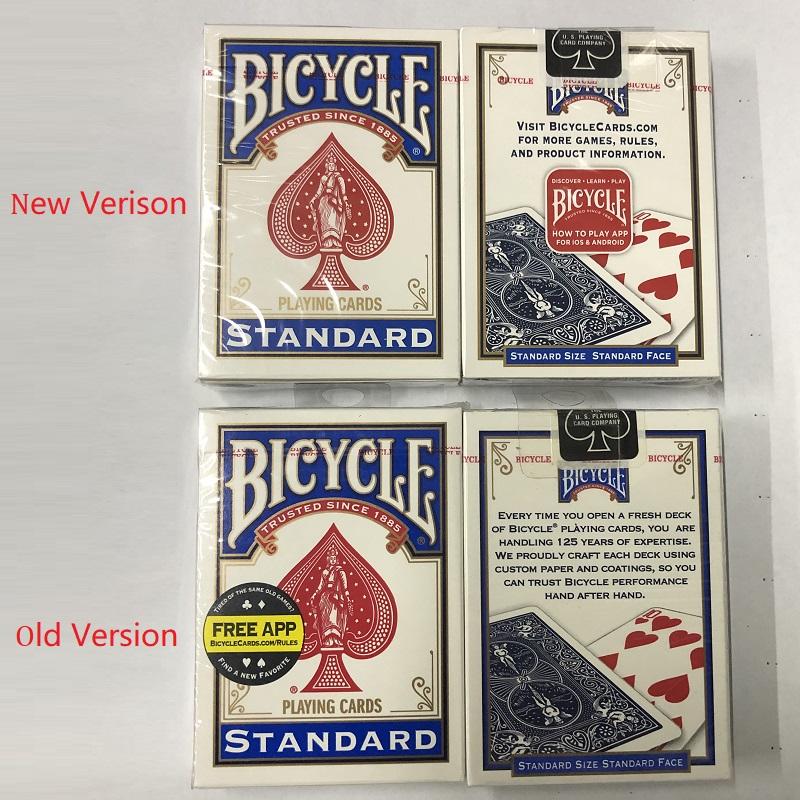 New Verison
BICYCLE
TRUSTED SINCE 1885
®
®
PLAYING CARDS
STANDARD
THE
U. S. PLAYING
CARD COMPANY
BICYCLE
BICYCLE
BICYCLE
VISIT BICYCLECARDS.COM
FOR MORE GAMES, RULES,
AND PRODUCT INFORMATION.
DISCOVER • LEARN • PLAY
BICYCLE
TRUSTED SINCE 1885
HOW TO PLAY APP
FOR IOS & ANDROID
10
STANDARD SIZE STANDARD FACE
Old Version
BICYCLE
TRUSTED SINCE 1885
®
TIRED OF THE SAME OLD GAMES?
FREE APP
BICYCLECARDS.COM/RULES
FIND A NEW FAVORITE
®
PLAYING CARDS
STANDARD
THE
U. S. PLAYING
CARD COMPANY
BICYCLE
BICYCLE
BICYCLE
EVERY TIME YOU OPEN A FRESH DECK
OF BICYCLE® PLAYING CARDS, YOU ARE
HANDLING 125 YEARS OF EXPERTISE.
WE PROUDLY CRAFT EACH DECK USING
CUSTOM PAPER AND COATINGS, SO YOU
CAN TRUST BICYCLE PERFORMANCE
HAND AFTER HAND.
10
STANDARD SIZE STANDARD FACE